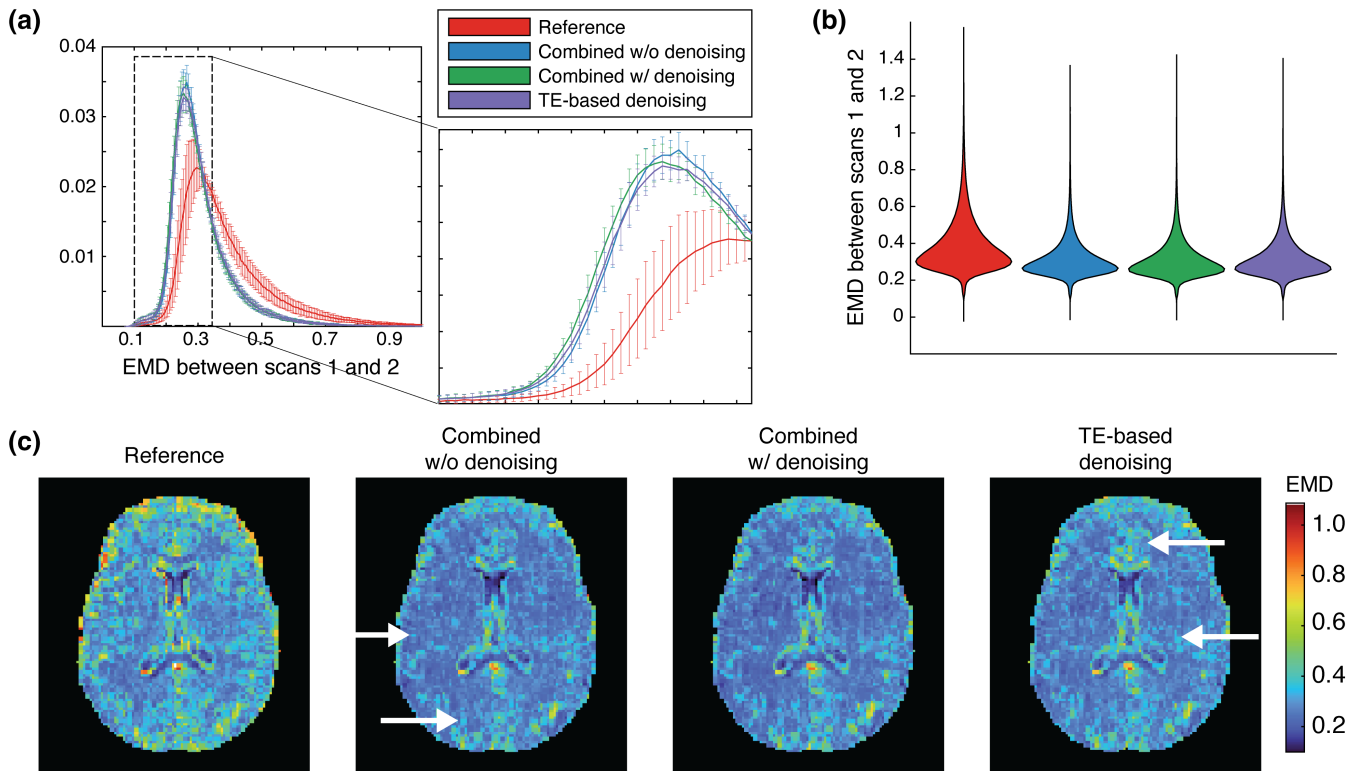 (a)
0.04
0.03
0.02
0.01
0.1
0.3
0.5
0.7
0.9
EMD between scans 1 and 2
Reference
Combined w/o denoising
Combined w/ denoising
TE-based denoising
(b)
EMD between scans 1 and 2
1.4
1.2
1
0.8
0.6
0.4
0.2
0
(c)
Reference
Combined
w/o denoising
Combined
w/ denoising
TE-based
denoising
EMD
1.0
0.8
0.6
0.4
0.2